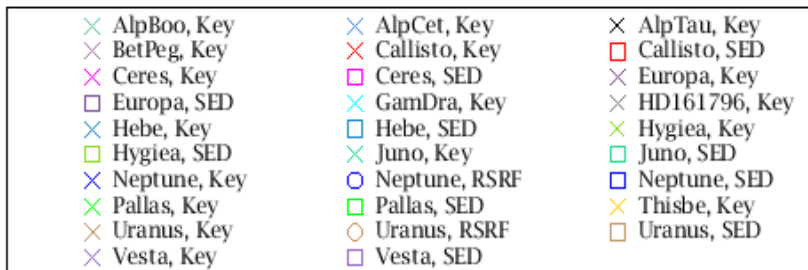 AlpBoo, Key AlpCet, Key AlpTau, Key
BetPeg, Key Callisto, Key Callisto, SED
Ceres, Key Ceres, SED Europa, Key
Europa, SED GamDra, Key HD161796, Key
Hebe, Key Hebe, SED Hygiea, Key
Hygiea, SED Juno, Key Juno, SED
Neptune, Key Neptune, RSRF Neptune, SED
Pallas, Key Pallas, SED Thisbe, Key
Uranus, Key Uranus, RSRF Uranus, SED
Vesta, Key Vesta, SED